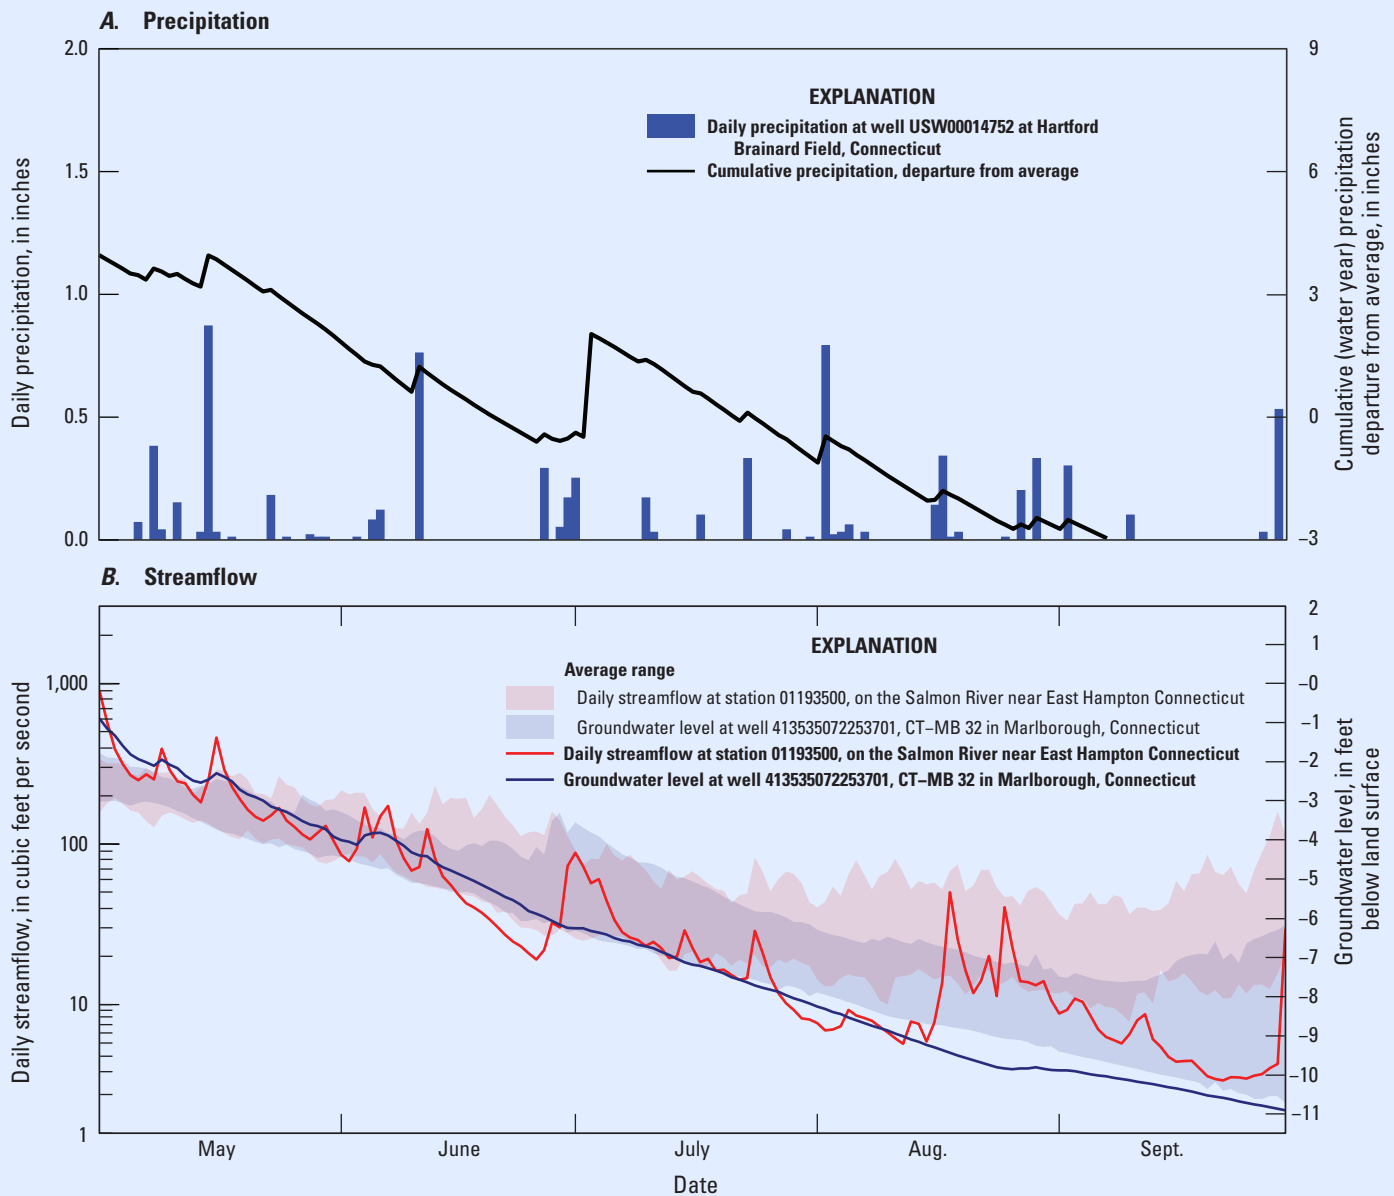 A. Precipitation
2.0
1.5
1.0
0.5
0.0
Daily precipitation, in inches
9
6
3
0
–3
Cumulative (water year) precipitation
departure from average, in inches
EXPLANATION
Daily precipitation at well USW00014752 at Hartford
Brainard Field, Connecticut
Cumulative precipitation, departure from average
B. Streamflow
1,000
100
10
1
Daily streamflow, in cubic feet per second
2
1
–0
–1
–2
–3
–4
–5
–6
–7
–8
–9
–10
–11
Groundwater level, in feet
below land surface
EXPLANATION
Average range
Daily streamflow at station 01193500, on the Salmon River near East Hampton Connecticut
Groundwater level at well 413535072253701, CT–MB 32 in Marlborough, Connecticut
Daily streamflow at station 01193500, on the Salmon River near East Hampton Connecticut
Groundwater level at well 413535072253701, CT–MB 32 in Marlborough, Connecticut
May June July Aug. Sept.
Date